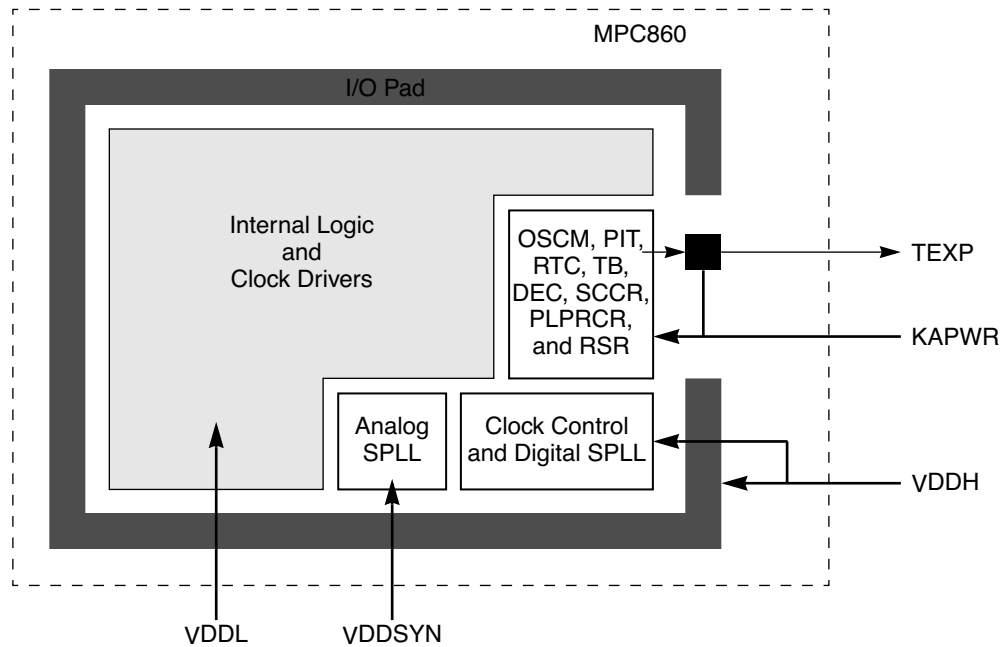 MPC860
I/O Pad
Internal Logic
and
Clock Drivers
OSCM, PIT,
RTC, TB,
DEC, SCCR,
PLPRCR,
and RSR
TEXP
KAPWR
Analog
SPLL
Clock Control
and Digital SPLL
VDDH
VDDL
VDDSYN